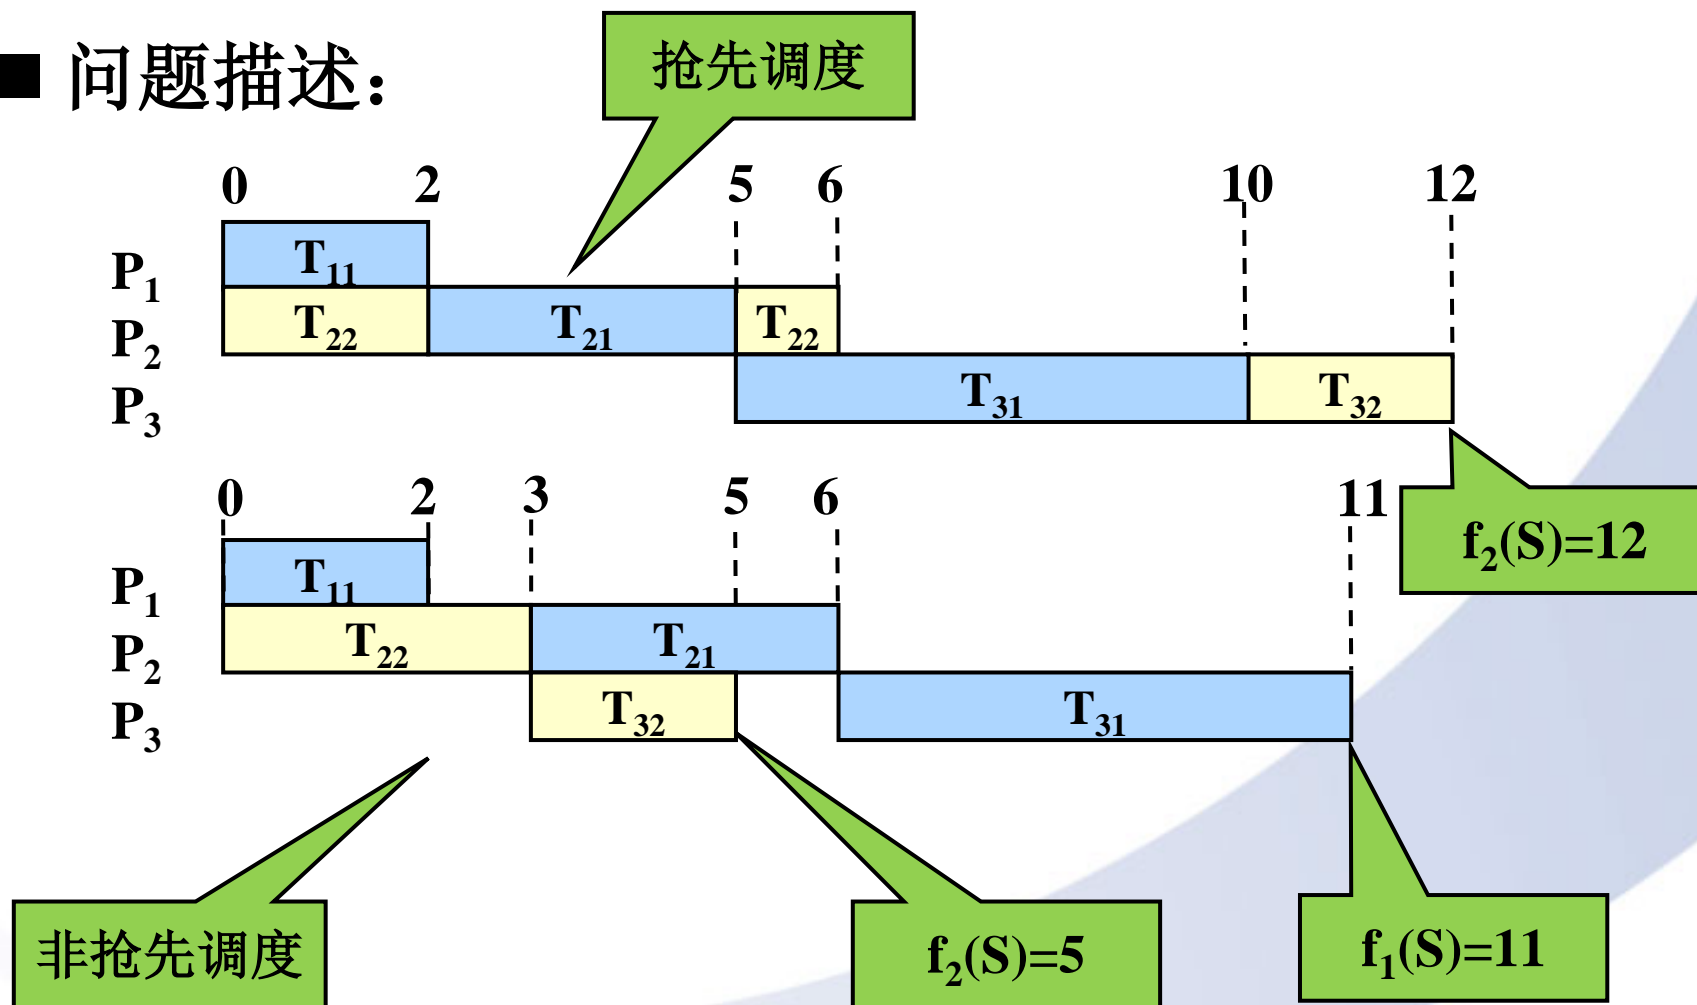 ■ 问题描述：
抢先调度
0 2 5 6 10 12
P₁ T₁₁
P₂ T₂₂ T₂₁ T₂₂
P₃ T₃₁ T₃₂
0 2 3 5 6 11
f₂(S)=12
P₁ T₁₁
P₂ T₂₂ T₂₁
P₃ T₃₂ T₃₁
非抢先调度
f₂(S)=5
f₁(S)=11